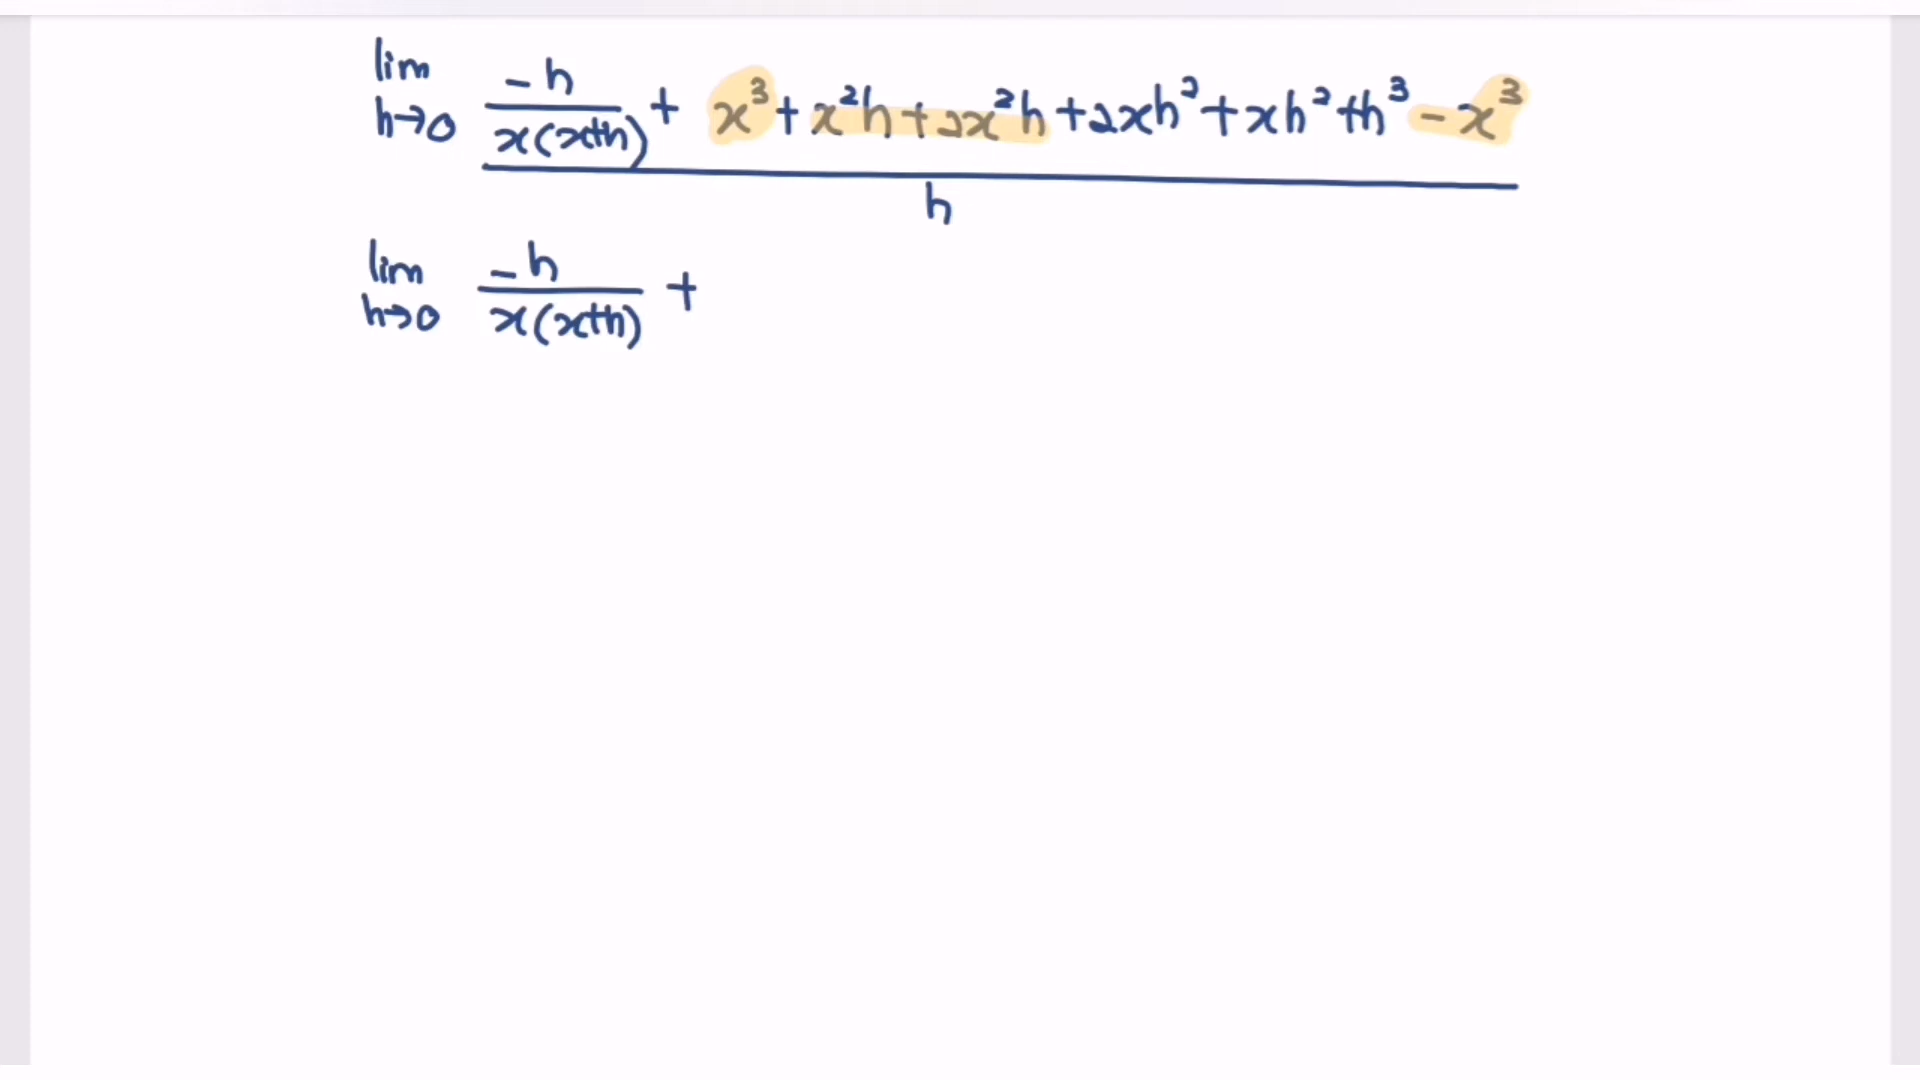 lim h→0 -h/x(x+h) + x³ + x²h + 2x²h + 2xh² + xh² + h³ - x³
h
lim h→0 -h/x(x+h) +